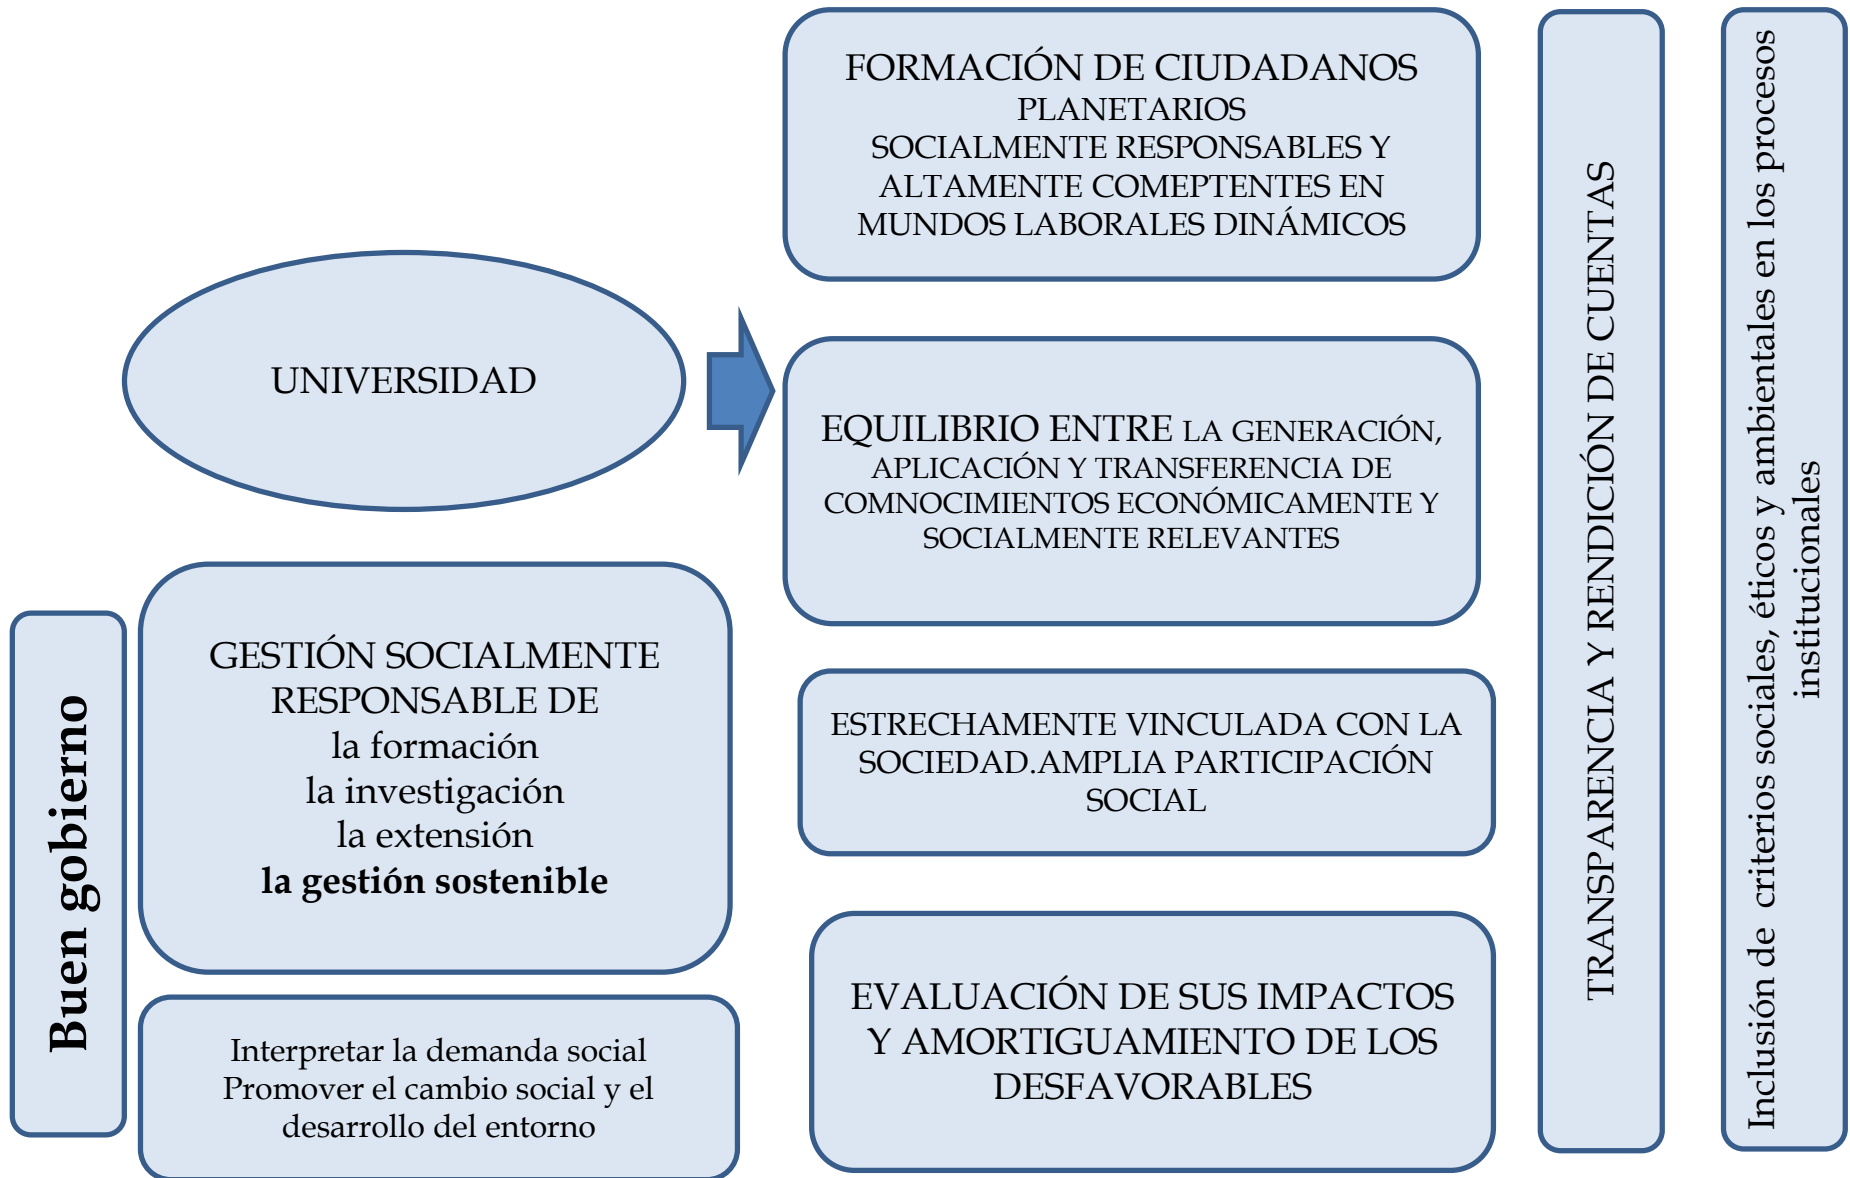 UNIVERSIDAD
Buen gobierno
GESTIÓN SOCIALMENTE
RESPONSABLE DE
la formación
la investigación
la extensión
la gestión sostenible
Interpretar la demanda social
Promover el cambio social y el
desarrollo del entorno
FORMACIÓN DE CIUDADANOS
PLANETARIOS
SOCIALMENTE RESPONSABLES Y
ALTAMENTE COMEPTENTES EN
MUNDOS LABORALES DINÁMICOS
EQUILIBRIO ENTRE LA GENERACIÓN,
APLICACIÓN Y TRANSFERENCIA DE
COMNOCIMIENTOS ECONÓMICAMENTE Y
SOCIALMENTE RELEVANTES
ESTRECHAMENTE VINCULADA CON LA
SOCIEDAD.AMPLIA PARTICIPACIÓN
SOCIAL
EVALUACIÓN DE SUS IMPACTOS
Y AMORTIGUAMIENTO DE LOS
DESFAVORABLES
TRANSPARENCIA Y RENDICIÓN DE CUENTAS
Inclusión de  criterios sociales, éticos y ambientales en los procesos
institucionales